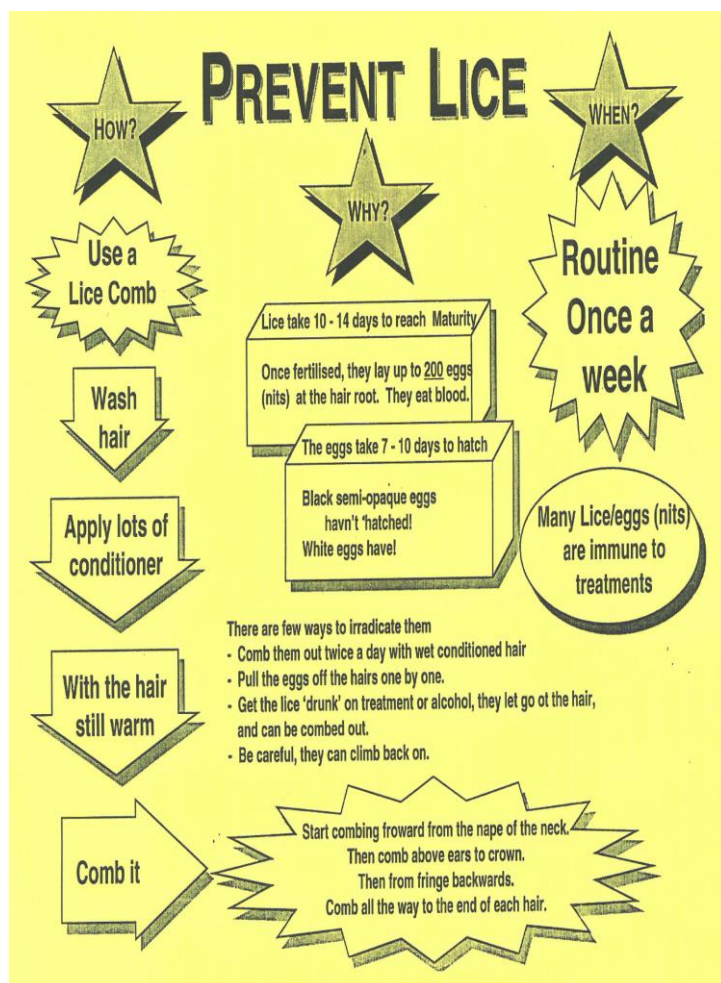 PREVENT LICE
HOW?
Use a
Lice Comb
Wash
hair
Apply lots of
conditioner
With the hair
still warm
Comb it
WHY?
Lice take 10 - 14 days to reach Maturity
Once fertilised, they lay up to 200 eggs
(nits) at the hair root. They eat blood.
The eggs take 7 - 10 days to hatch
Black semi-opaque eggs
havn't 'hatched!
White eggs have!
WHEN?
Routine
Once a
week
Many Lice/eggs (nits)
are immune to
treatments
There are few ways to irradicate them
- Comb them out twice a day with wet conditioned hair
- Pull the eggs off the hairs one by one.
- Get the lice 'drunk' on treatment or alcohol, they let go ot the hair,
and can be combed out.
- Be careful, they can climb back on.
Start combing froward from the nape of the neck.
Then comb above ears to crown.
Then from fringe backwards.
Comb all the way to the end of each hair.